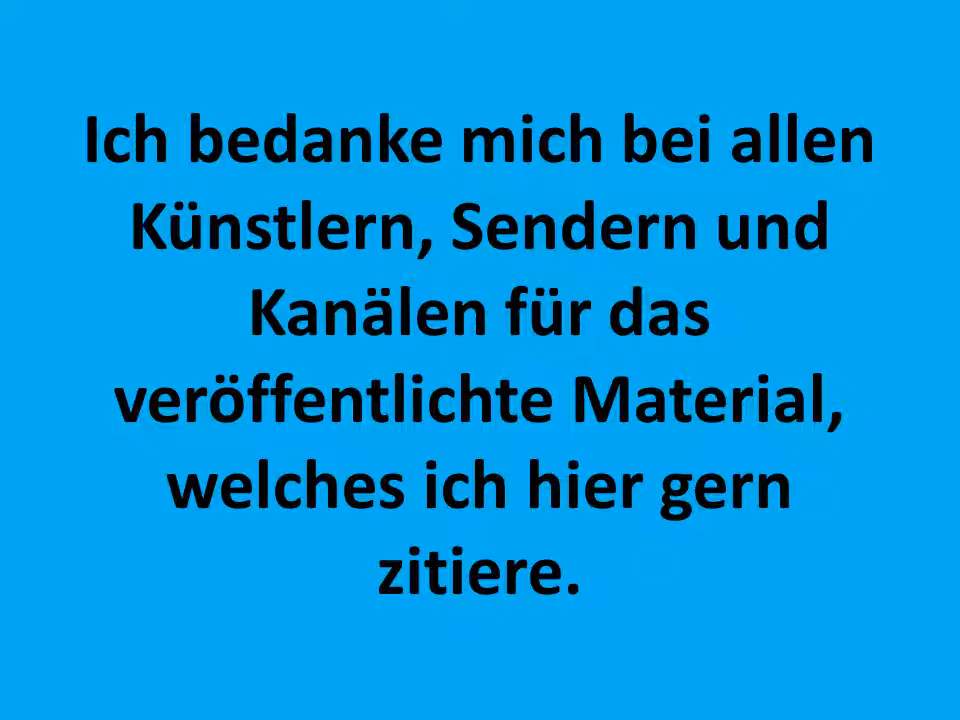 Ich bedanke mich bei allen
Künstlern, Sendern und
Kanälen für das
veröffentlichte Material,
welches ich hier gern
zitiere.